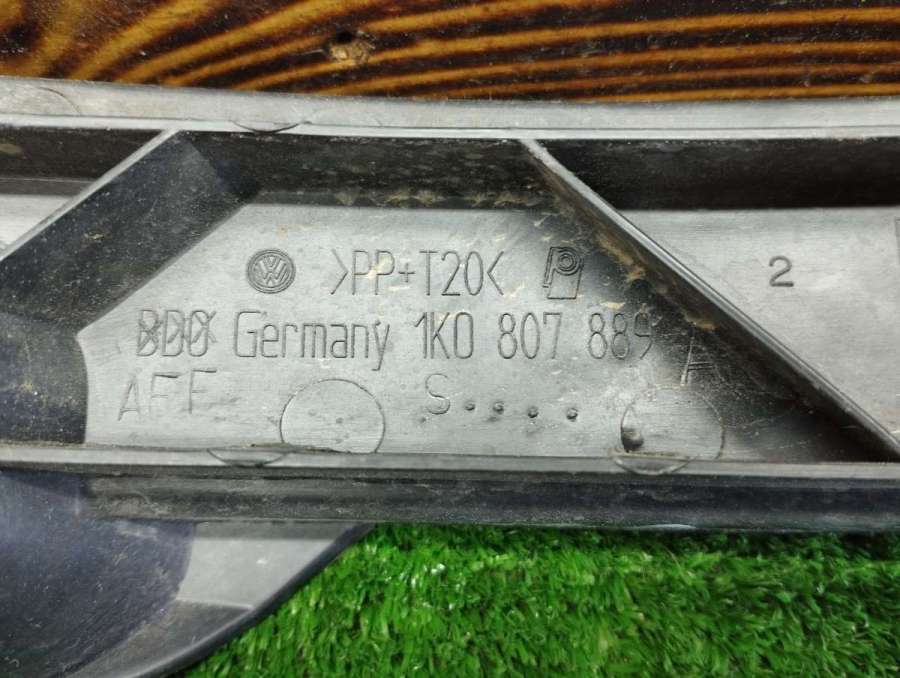 >PP+T20< 2
BDO Germany 1K0 807 889 A
AFF S....